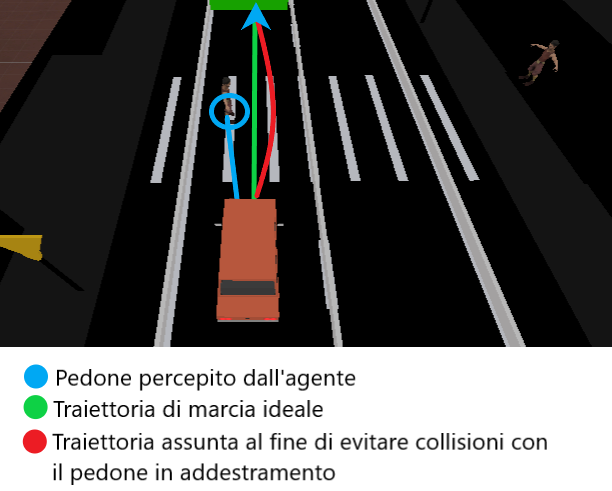 Pedone percepito dall'agente
Traiettoria di marcia ideale
Traiettoria assunta al fine di evitare collisioni con
il pedone in addestramento